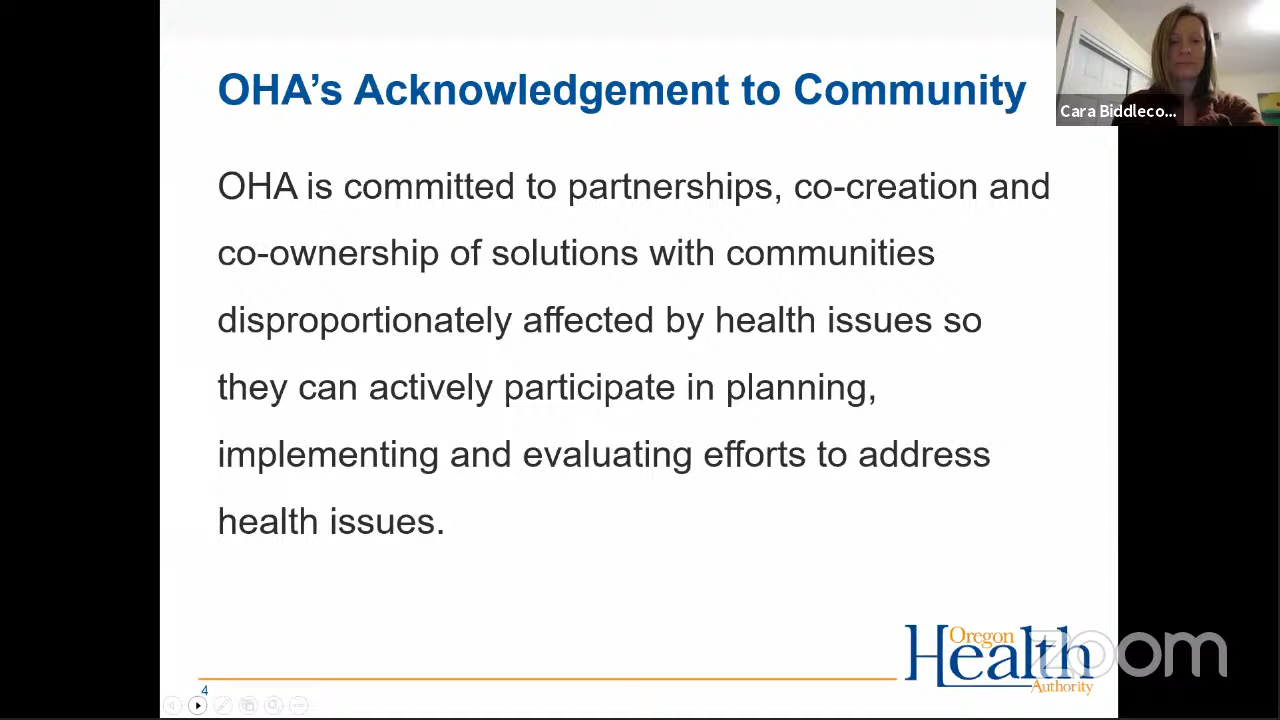 OHA's Acknowledgement to Community
Cara Biddleco...
OHA is committed to partnerships, co-creation and
co-ownership of solutions with communities
disproportionately affected by health issues so
they can actively participate in planning,
implementing and evaluating efforts to address
health issues.
Oregon
Health
Authority
zoom
4